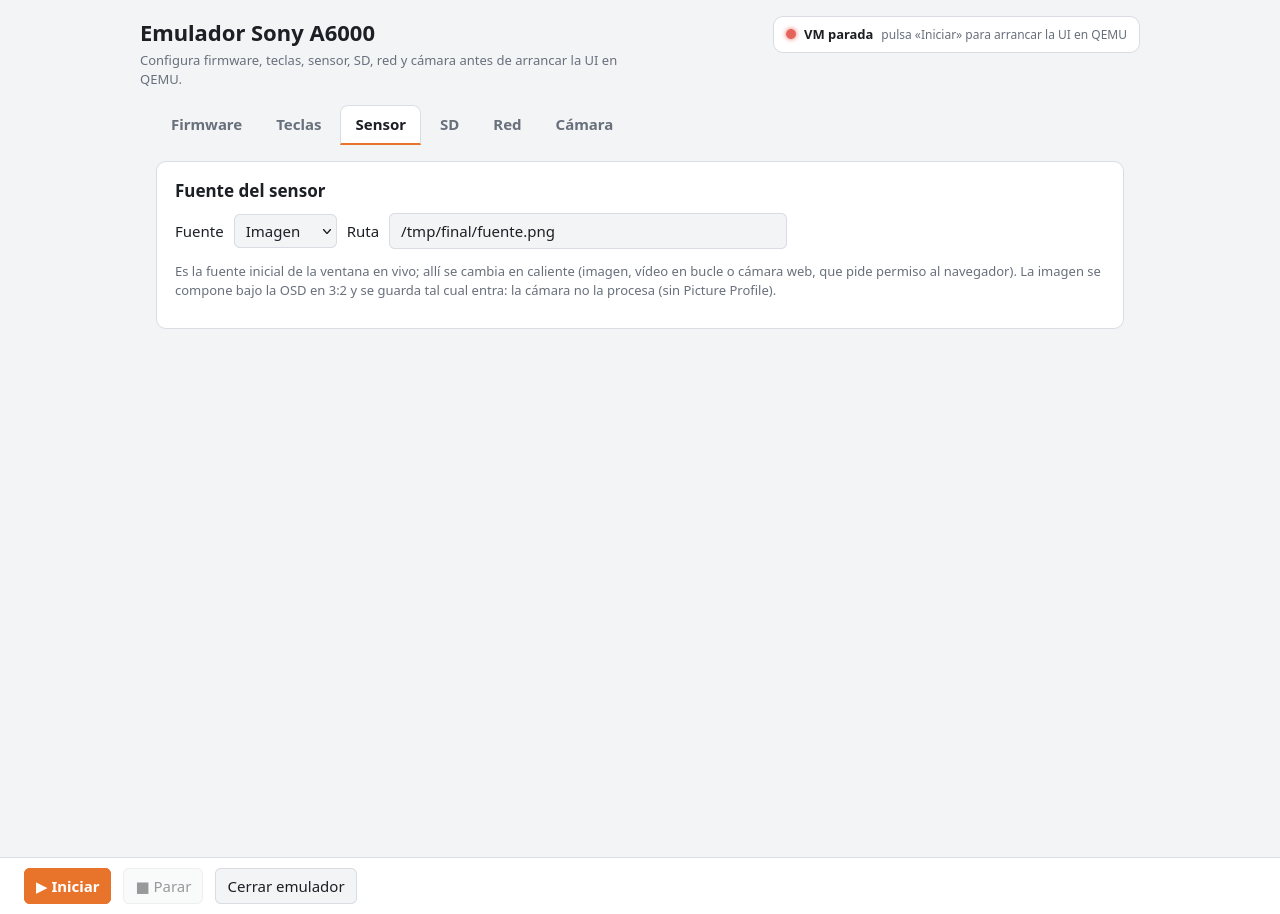 Emulador Sony A6000
Configura firmware, teclas, sensor, SD, red y cámara antes de arrancar la UI en
QEMU.
VM parada pulsa «Iniciar» para arrancar la UI en QEMU
Firmware Teclas Sensor SD Red Cámara
Fuente del sensor
Fuente Imagen Ruta /tmp/final/fuente.png
Es la fuente inicial de la ventana en vivo; allí se cambia en caliente (imagen, vídeo en bucle o cámara web, que pide permiso al navegador). La imagen se
compone bajo la OSD en 3:2 y se guarda tal cual entra: la cámara no la procesa (sin Picture Profile).
▶ Iniciar ■ Parar Cerrar emulador